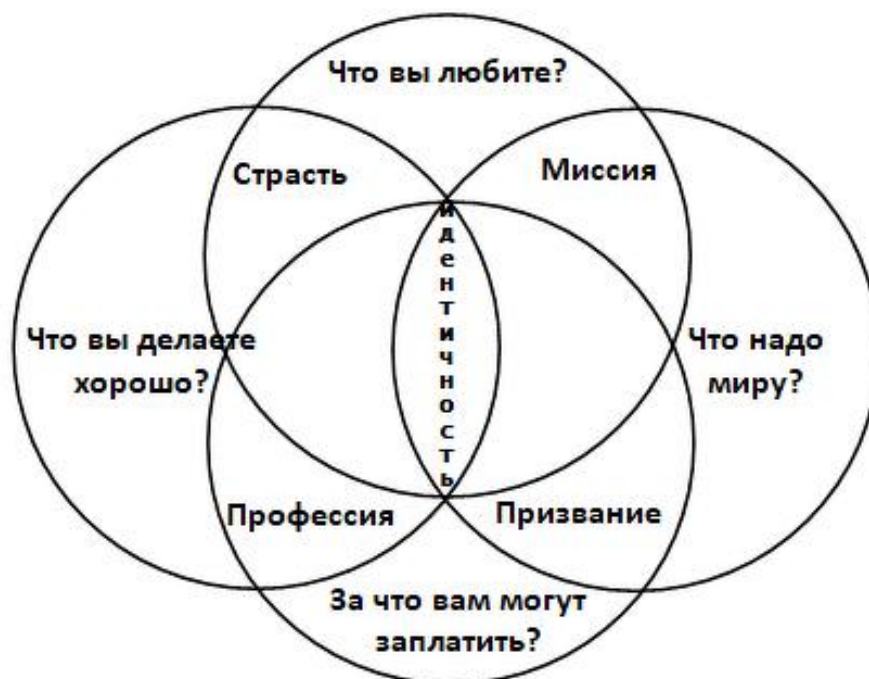 Что вы любите?
Страсть
Миссия
идентичность
Что вы делаете
хорошо?
Что надо
миру?
Профессия
Призвание
За что вам могут
заплатить?